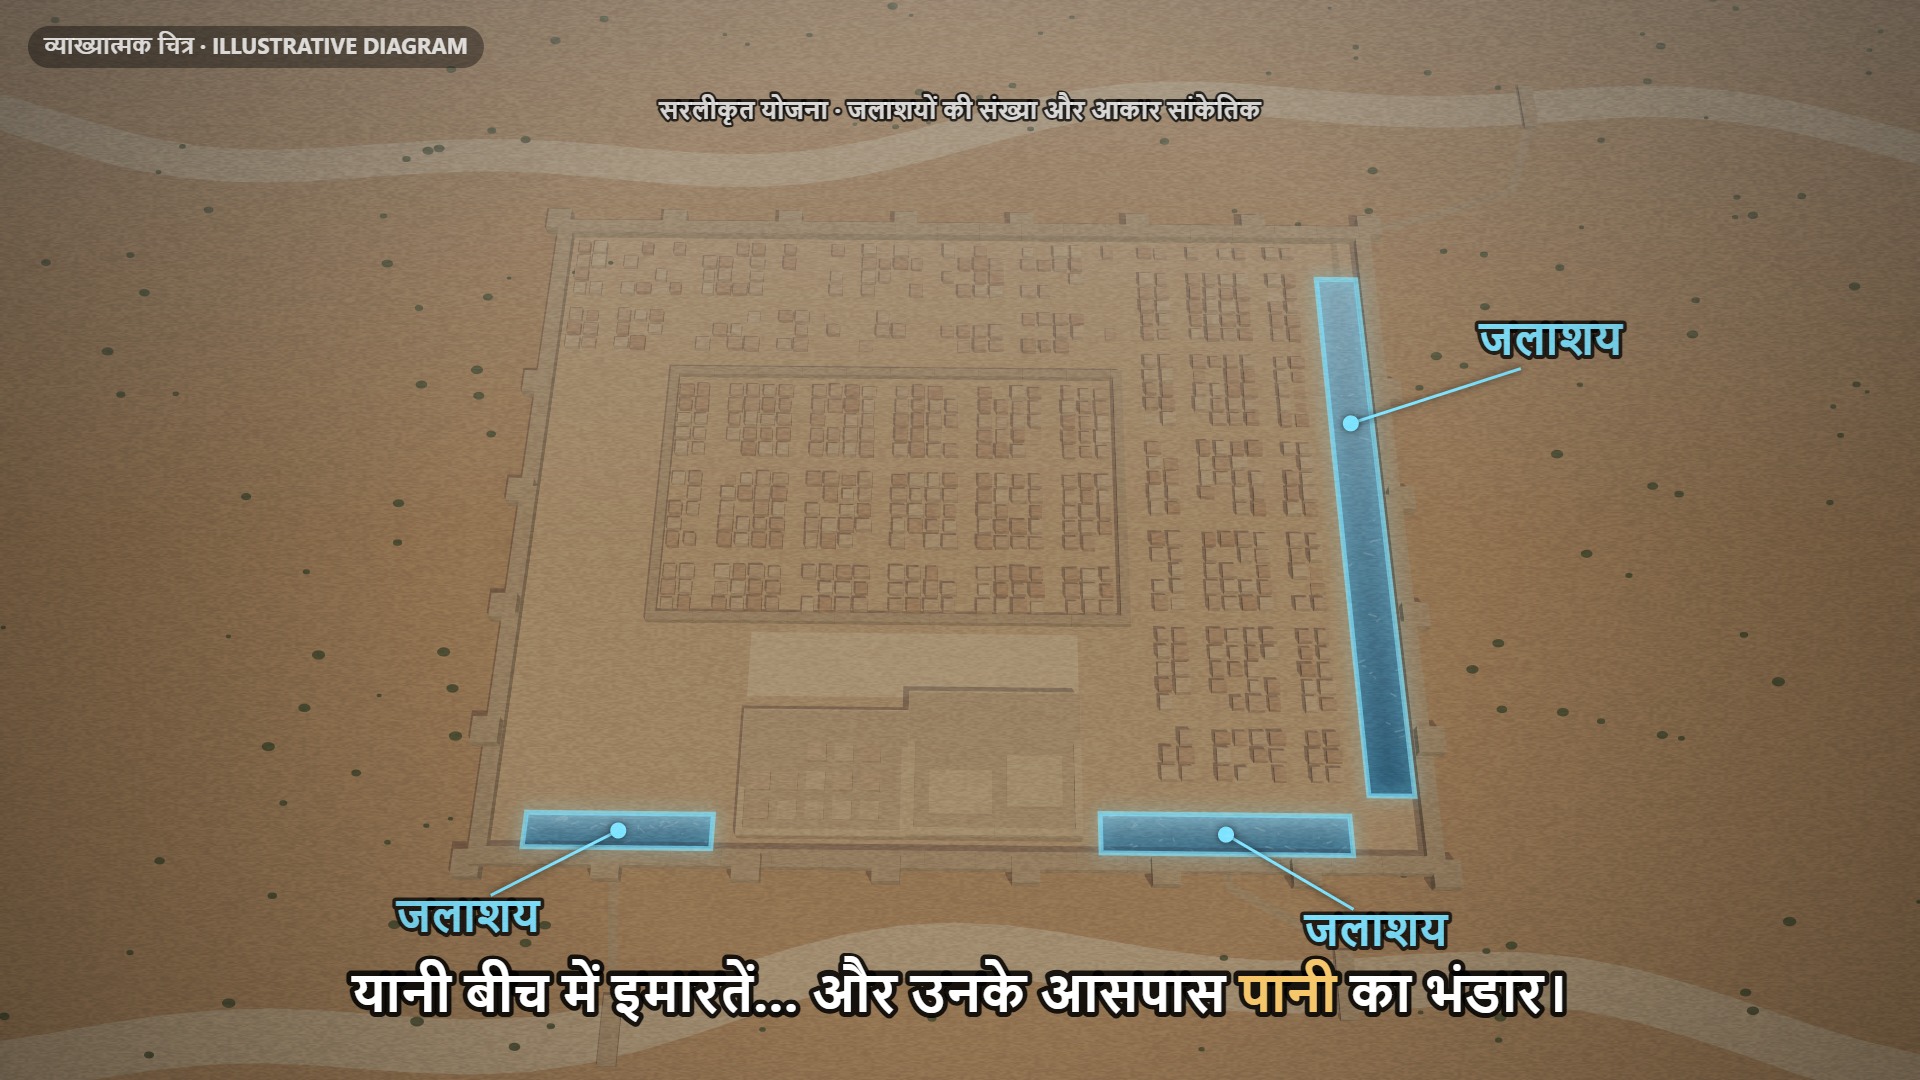 व्याख्यात्मक चित्र · ILLUSTRATIVE DIAGRAM
सरलीकृत योजना · जलाशयों की संख्या और आकार सांकेतिक
जलाशय
जलाशय
जलाशय
यानी बीच में इमारतें... और उनके आसपास पानी का भंडार।